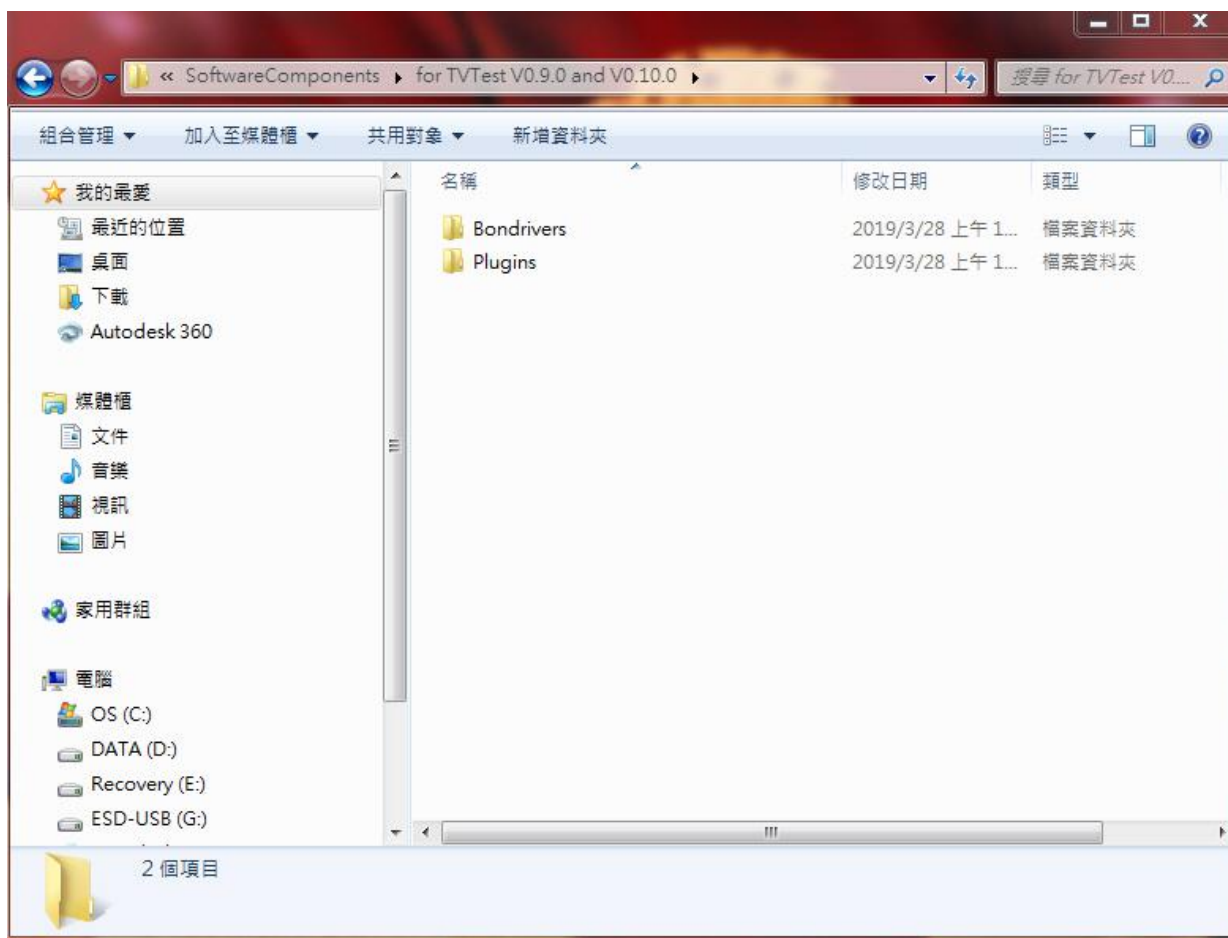 « SoftwareComponents ▸ for TVTest V0.9.0 and V0.10.0 ▸ 搜尋 for TVTest V0....
組合管理 加入至媒體櫃 共用對象 新增資料夾
名稱 修改日期 類型
Bondrivers 2019/3/28 上午 1... 檔案資料夾
Plugins 2019/3/28 上午 1... 檔案資料夾
我的最愛
最近的位置
桌面
下載
Autodesk 360
媒體櫃
文件
音樂
視訊
圖片
家用群組
電腦
OS (C:)
DATA (D:)
Recovery (E:)
ESD-USB (G:)
2 個項目